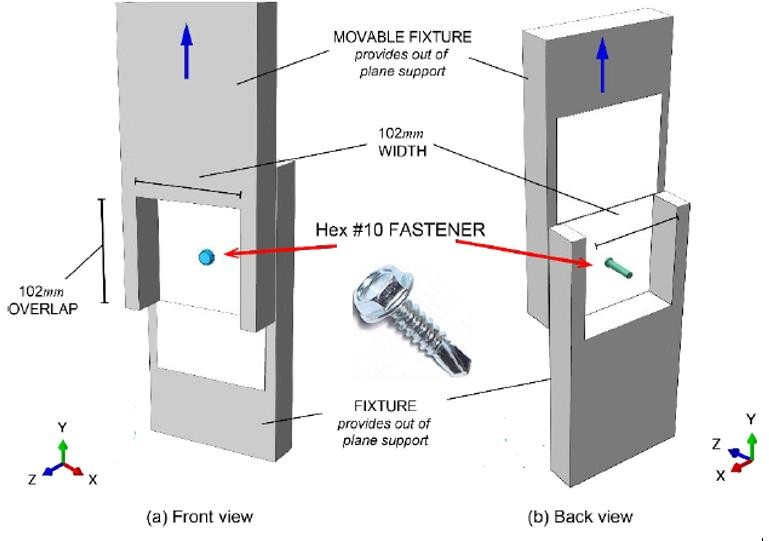 MOVABLE FIXTURE
provides out of
plane support
102mm
WIDTH
Hex #10 FASTENER
102mm
OVERLAP
FIXTURE
provides out of
plane support
Y
Z
X
Y
Z
X
(a) Front view
(b) Back view